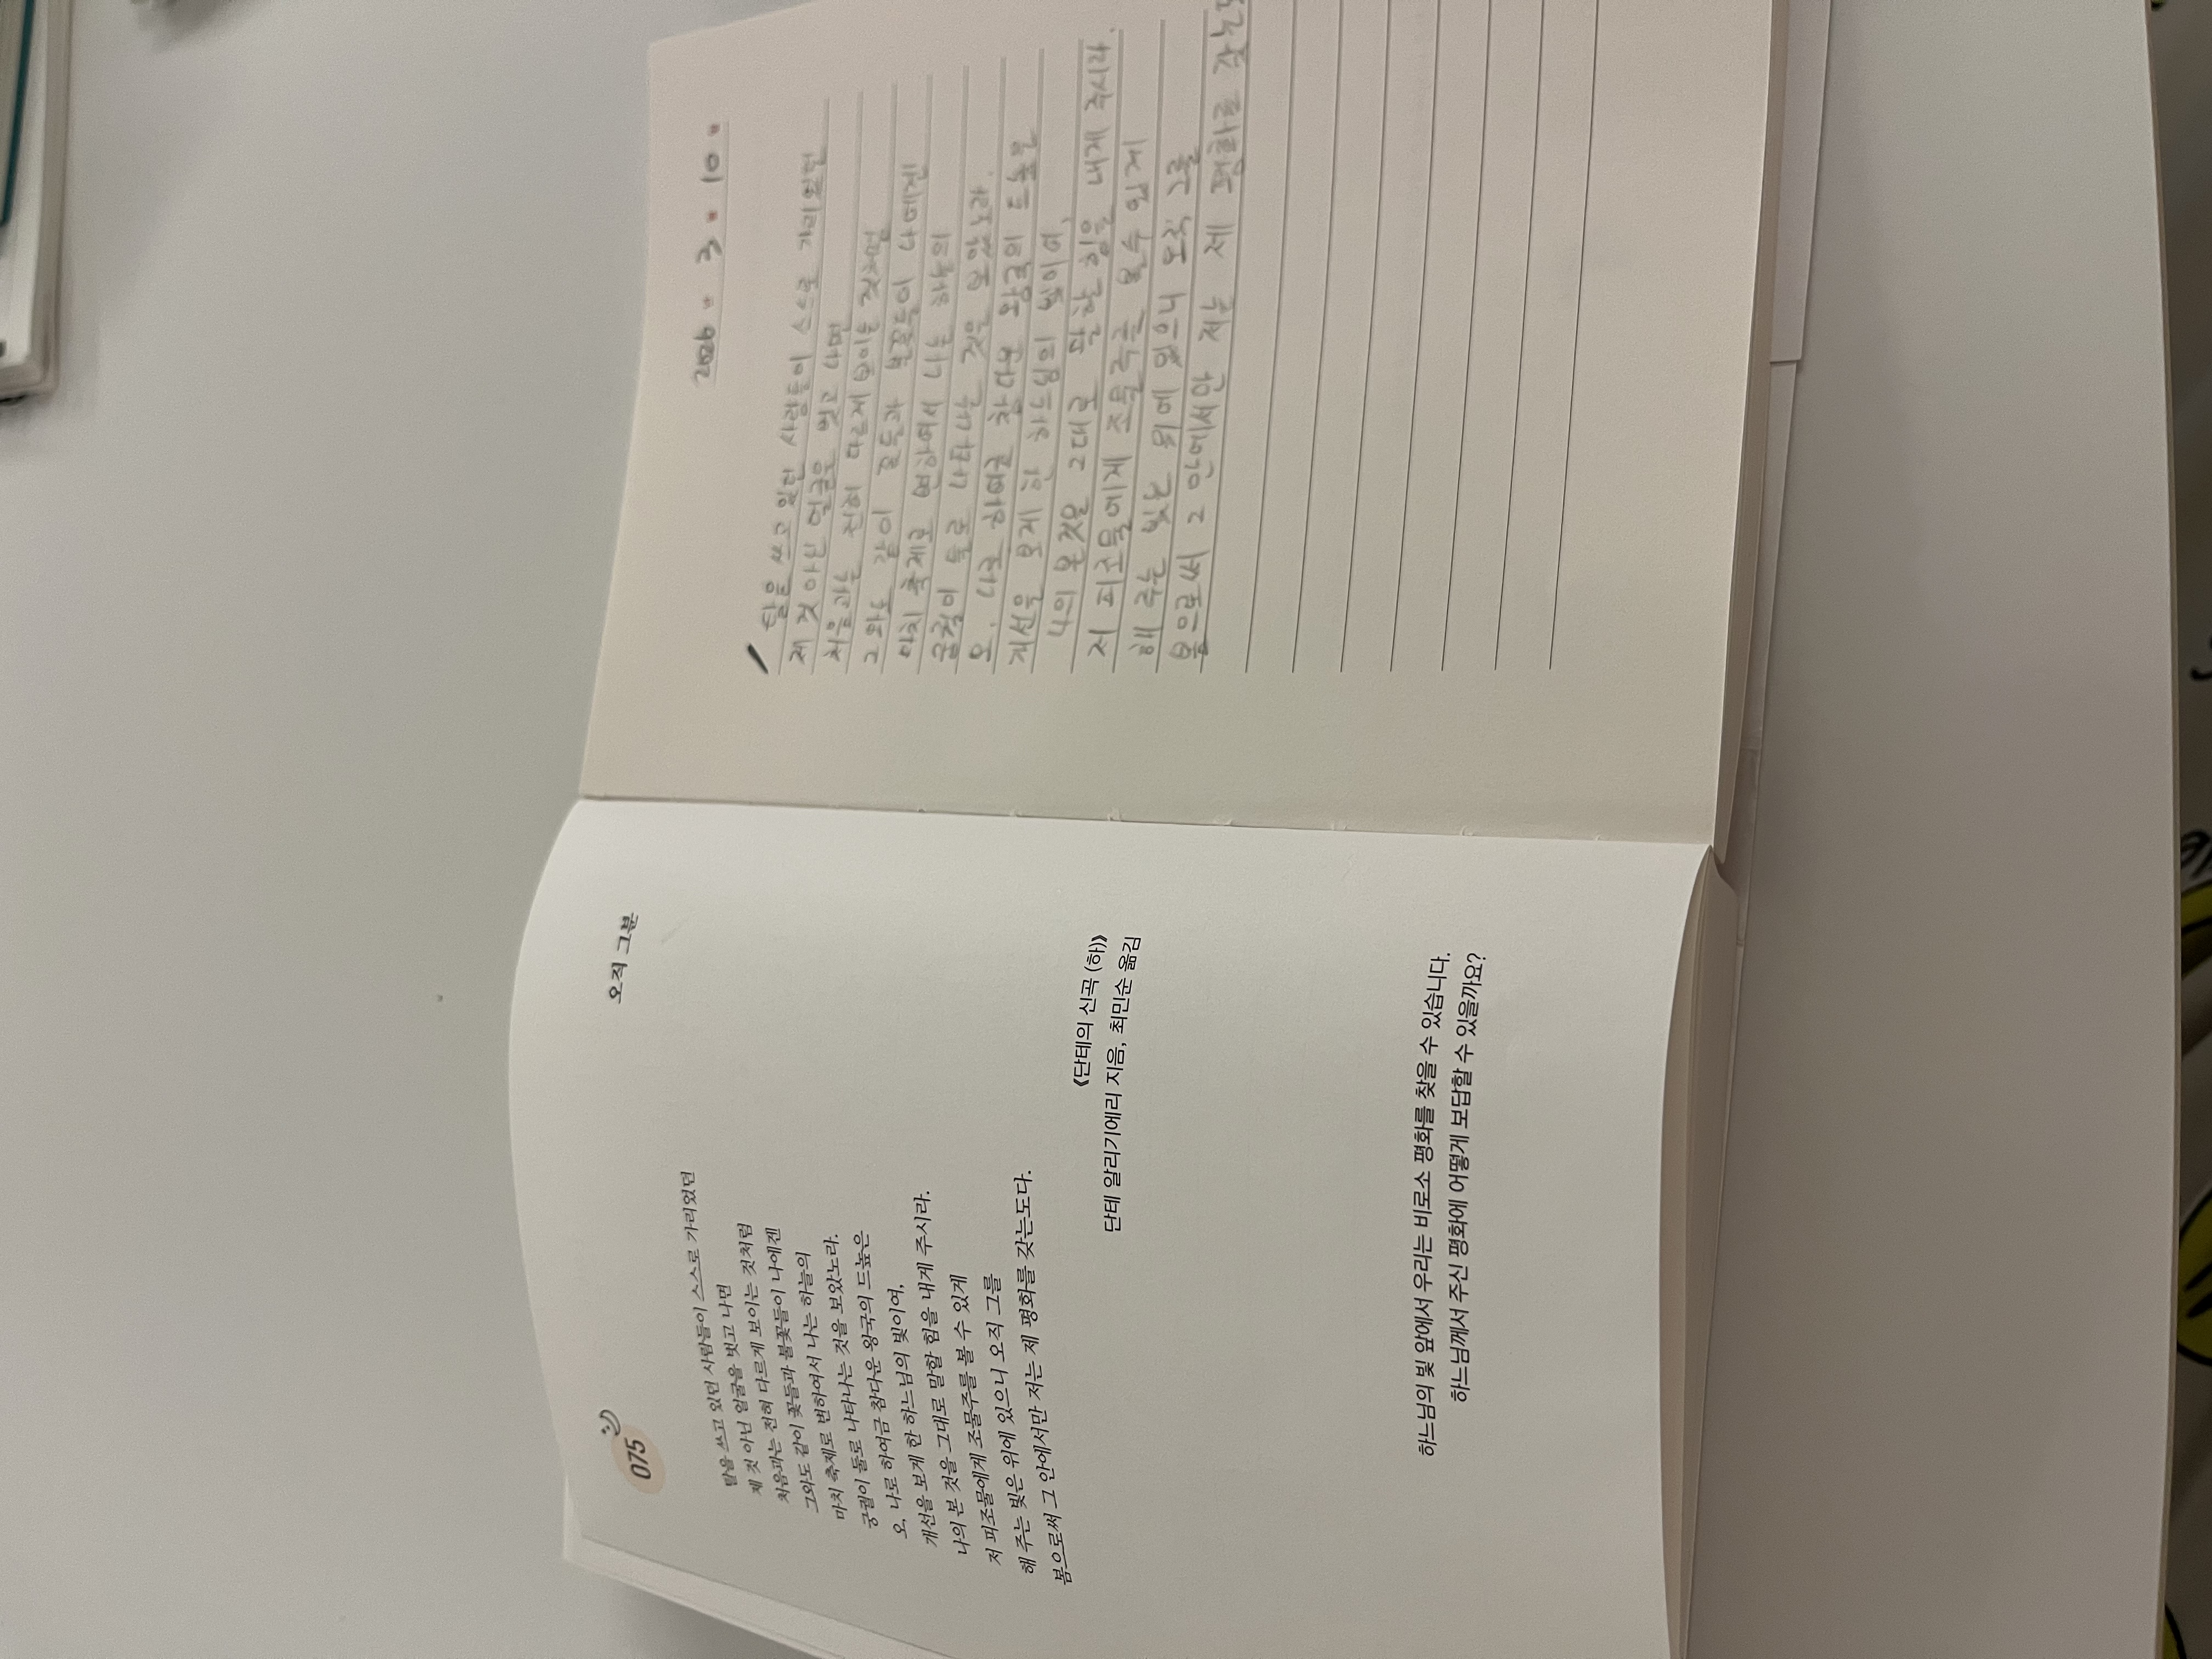 075
오직 그분
탈을 쓰고 있던 사람들이 스스로 가리었던
제 것 아닌 얼굴을 벗고 나면
처음과는 전혀 다르게 보이는 것처럼
그와도 같이 꽃들과 불꽃들이 나에겐
마치 축제로 변하여서 나는 하늘의
궁궐이 둘로 나타나는 것을 보았노라.
오, 나로 하여금 참다운 왕국의 드높은
개선을 보게 한 하느님의 빛이여,
나의 본 것을 그대로 말할 힘을 내게 주시라.
저 피조물에게 조물주를 볼 수 있게
해 주는 빛은 위에 있으니 오직 그를
봄으로써 그 안에서만 저는 제 평화를 갖는도다.
《단테의 신곡 (하)》
단테 알리기에리 지음, 최민순 옮김
하느님의 빛 앞에서 우리는 비로소 평화를 찾을 수 있습니다.
하느님께서 주신 평화에 어떻게 보답할 수 있을까요?
2026 . 3 . 10 .
탈을 쓰고 있던 사람들이 스스로 가리었던
제 것 아닌 얼굴을 벗고 나면
처음과는 전혀 다르게 보이는 것처럼
그와도 같이 꽃들과 불꽃들이 나에겐
마치 축제로 변하여서 나는 하늘의
궁궐이 둘로 나타나는 것을 보았노라.
오, 나로 하여금 참다운 왕국의 드높은
개선을 보게 한 하느님의 빛이여,
나의 본 것을 그대로 말할 힘을 내게 주시라.
저 피조물에게 조물주를 볼 수 있게
해 주는 빛은 위에 있으니 오직 그를
봄으로써 그 안에서만 저는 제 평화를